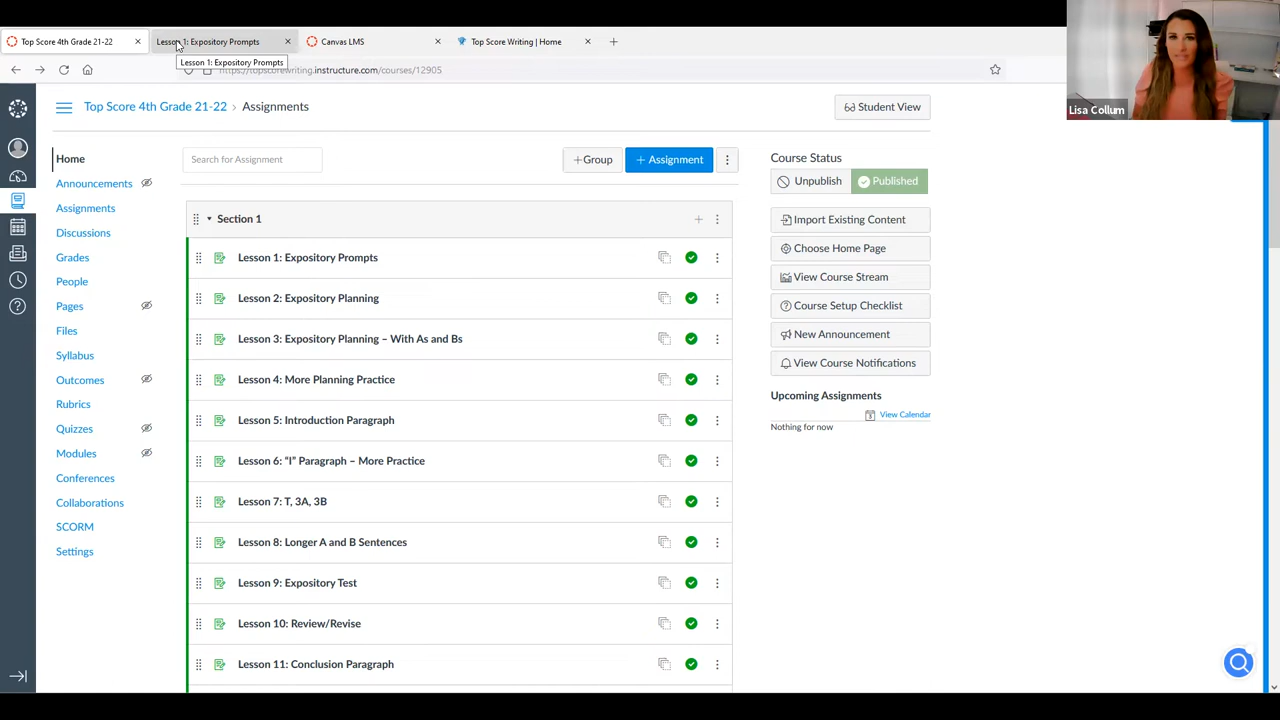 Top Score 4th Grade 21-22
Lesson 1: Expository Prompts
Canvas LMS
Top Score Writing | Home
Lesson 1: Expository Prompts
https://topscorewriting.instructure.com/courses/12905
Lisa Collum
Top Score 4th Grade 21-22 › Assignments
Student View
Home
Announcements
Assignments
Discussions
Grades
People
Pages
Files
Syllabus
Outcomes
Rubrics
Quizzes
Modules
Conferences
Collaborations
SCORM
Settings
Search for Assignment
+Group
+ Assignment
Section 1
Lesson 1: Expository Prompts
Lesson 2: Expository Planning
Lesson 3: Expository Planning – With As and Bs
Lesson 4: More Planning Practice
Lesson 5: Introduction Paragraph
Lesson 6: “I” Paragraph – More Practice
Lesson 7: T, 3A, 3B
Lesson 8: Longer A and B Sentences
Lesson 9: Expository Test
Lesson 10: Review/Revise
Lesson 11: Conclusion Paragraph
Course Status
Unpublish
Published
Import Existing Content
Choose Home Page
View Course Stream
Course Setup Checklist
New Announcement
View Course Notifications
Upcoming Assignments
View Calendar
Nothing for now